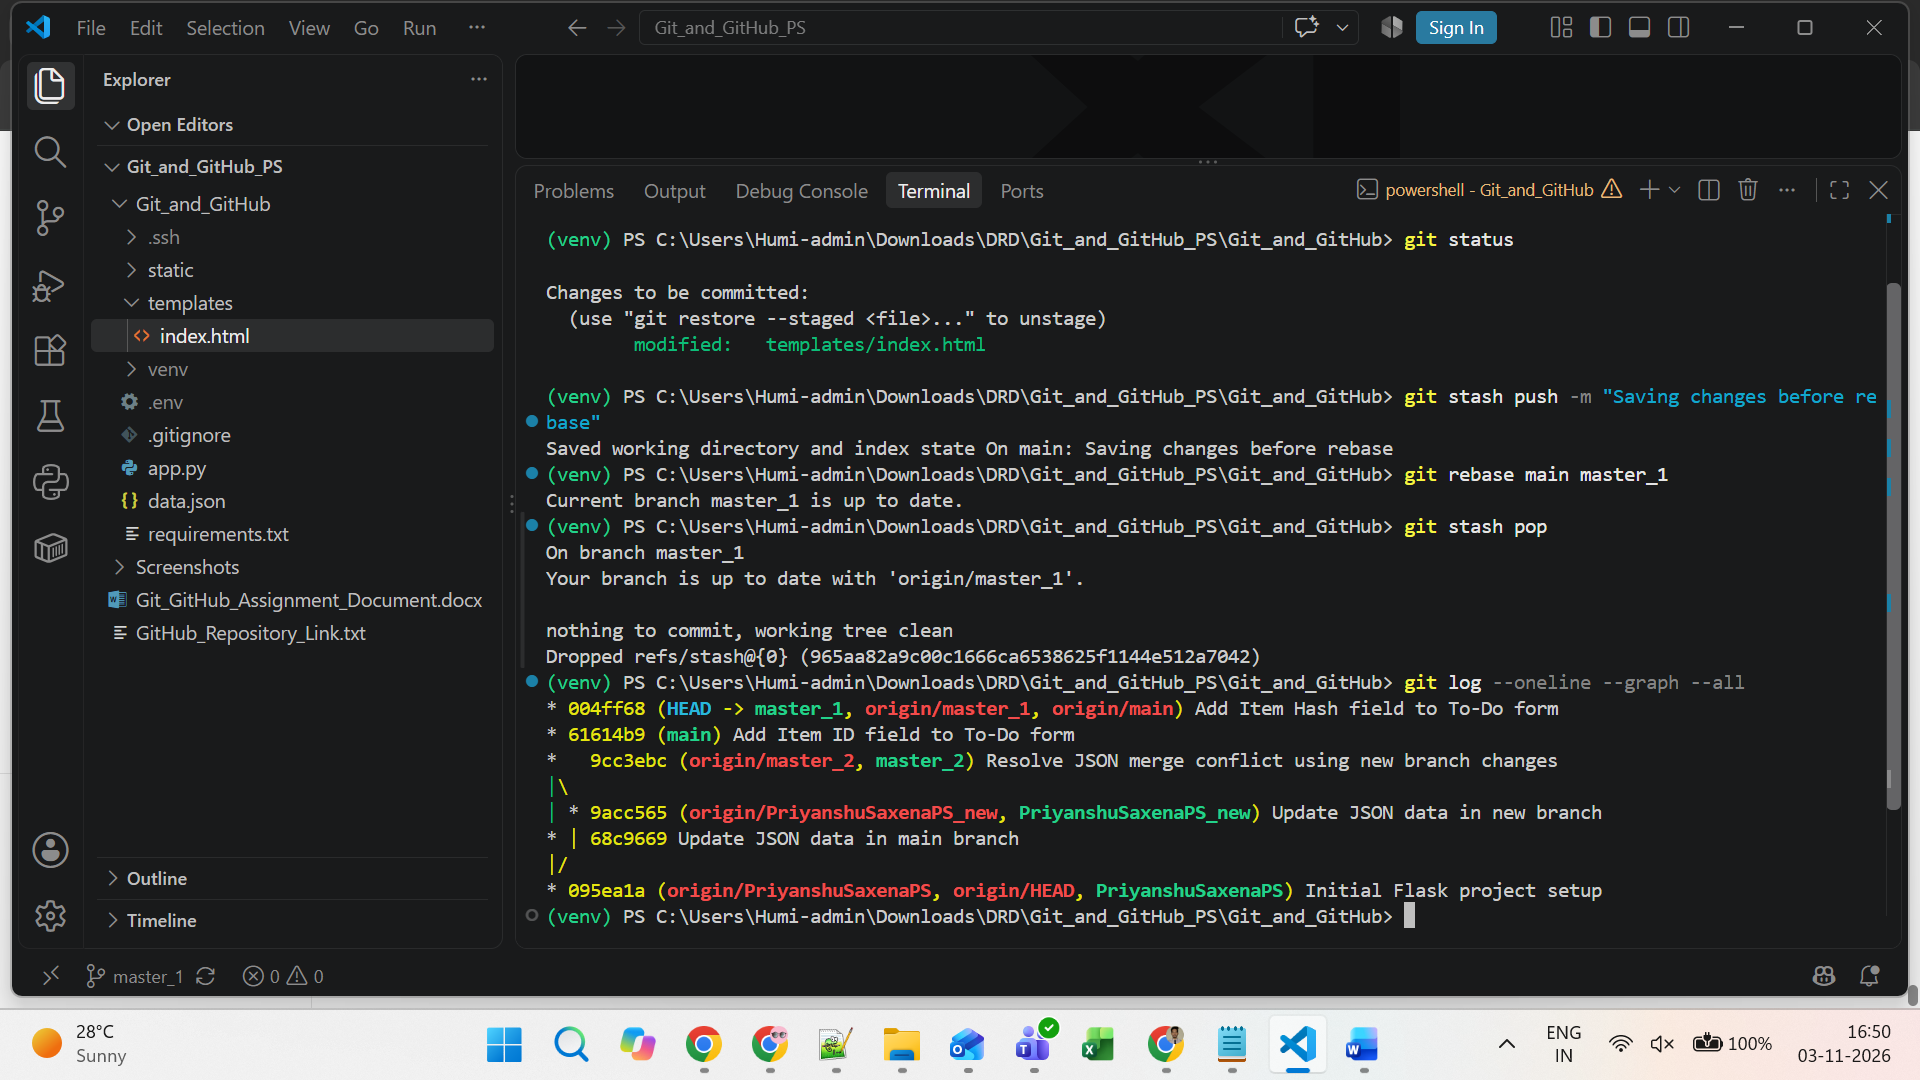 File Edit Selection View Go Run ···
Git_and_GitHub_PS
Sign In
Explorer
Open Editors
Git_and_GitHub_PS
Git_and_GitHub
.ssh
static
templates
index.html
venv
.env
.gitignore
app.py
data.json
requirements.txt
Screenshots
Git_GitHub_Assignment_Document.docx
GitHub_Repository_Link.txt
Outline
Timeline
Problems Output Debug Console Terminal Ports
powershell - Git_and_GitHub
(venv) PS C:\Users\Humi-admin\Downloads\DRD\Git_and_GitHub_PS\Git_and_GitHub> git status
Changes to be committed:
(use "git restore --staged <file>..." to unstage)
modified:   templates/index.html
(venv) PS C:\Users\Humi-admin\Downloads\DRD\Git_and_GitHub_PS\Git_and_GitHub> git stash push -m "Saving changes before re
base"
Saved working directory and index state On main: Saving changes before rebase
(venv) PS C:\Users\Humi-admin\Downloads\DRD\Git_and_GitHub_PS\Git_and_GitHub> git rebase main master_1
Current branch master_1 is up to date.
(venv) PS C:\Users\Humi-admin\Downloads\DRD\Git_and_GitHub_PS\Git_and_GitHub> git stash pop
On branch master_1
Your branch is up to date with 'origin/master_1'.
nothing to commit, working tree clean
Dropped refs/stash@{0} (965aa82a9c00c1666ca6538625f1144e512a7042)
(venv) PS C:\Users\Humi-admin\Downloads\DRD\Git_and_GitHub_PS\Git_and_GitHub> git log --oneline --graph --all
* 004ff68 (HEAD -> master_1, origin/master_1, origin/main) Add Item Hash field to To-Do form
* 61614b9 (main) Add Item ID field to To-Do form
*   9cc3ebc (origin/master_2, master_2) Resolve JSON merge conflict using new branch changes
|\
| * 9acc565 (origin/PriyanshuSaxenaPS_new, PriyanshuSaxenaPS_new) Update JSON data in new branch
* | 68c9669 Update JSON data in main branch
|/
* 095ea1a (origin/PriyanshuSaxenaPS, origin/HEAD, PriyanshuSaxenaPS) Initial Flask project setup
(venv) PS C:\Users\Humi-admin\Downloads\DRD\Git_and_GitHub_PS\Git_and_GitHub>
master_1 0 0
28°C
Sunny
ENG
IN
100%
16:50
03-11-2026